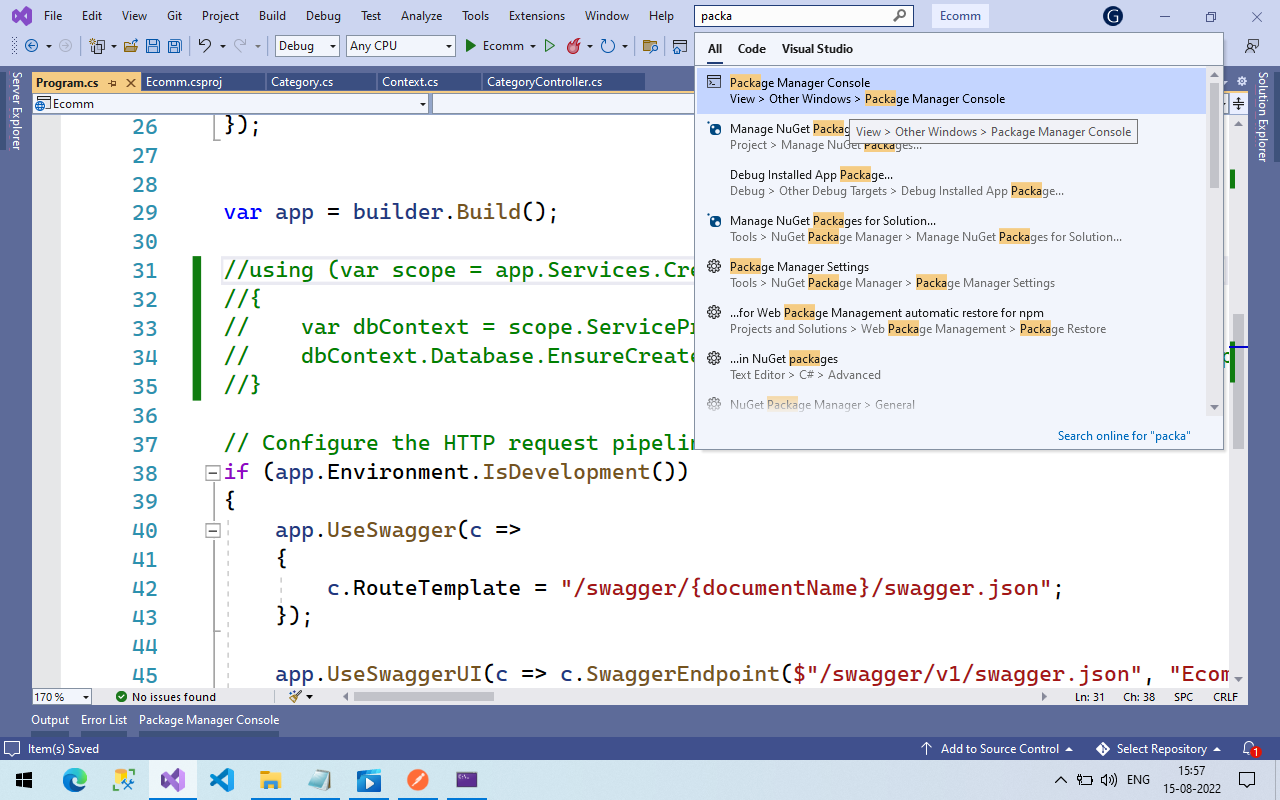 File Edit View Git Project Build Debug Test Analyze Tools Extensions Window Help packa Ecomm G
Debug Any CPU Ecomm
All Code Visual Studio
Program.cs Ecomm.csproj Category.cs Context.cs CategoryController.cs
Ecomm
Server Explorer
Solution Explorer
Package Manager Console
View > Other Windows > Package Manager Console
Manage NuGet Packag
View > Other Windows > Package Manager Console
Project > Manage NuGet Packages...
Debug Installed App Package...
Debug > Other Debug Targets > Debug Installed App Package...
Manage NuGet Packages for Solution...
Tools > NuGet Package Manager > Manage NuGet Packages for Solution...
Package Manager Settings
Tools > NuGet Package Manager > Package Manager Settings
...for Web Package Management automatic restore for npm
Projects and Solutions > Web Package Management > Package Restore
...in NuGet packages
Text Editor > C# > Advanced
NuGet Package Manager > General
Search online for "packa"
26 });
27
28
29 var app = builder.Build();
30
31 //using (var scope = app.Services.Cre
32 //{
33 //    var dbContext = scope.ServicePr
34 //    dbContext.Database.EnsureCreate
35 //}
36
37 // Configure the HTTP request pipelin
38 if (app.Environment.IsDevelopment())
39 {
40     app.UseSwagger(c =>
41     {
42         c.RouteTemplate = "/swagger/{documentName}/swagger.json";
43     });
44
45     app.UseSwaggerUI(c => c.SwaggerEndpoint($"/swagger/v1/swagger.json", "Ecom
170 % No issues found Ln: 31 Ch: 38 SPC CRLF
Output Error List Package Manager Console
Item(s) Saved Add to Source Control Select Repository 1
ENG 15:57
15-08-2022